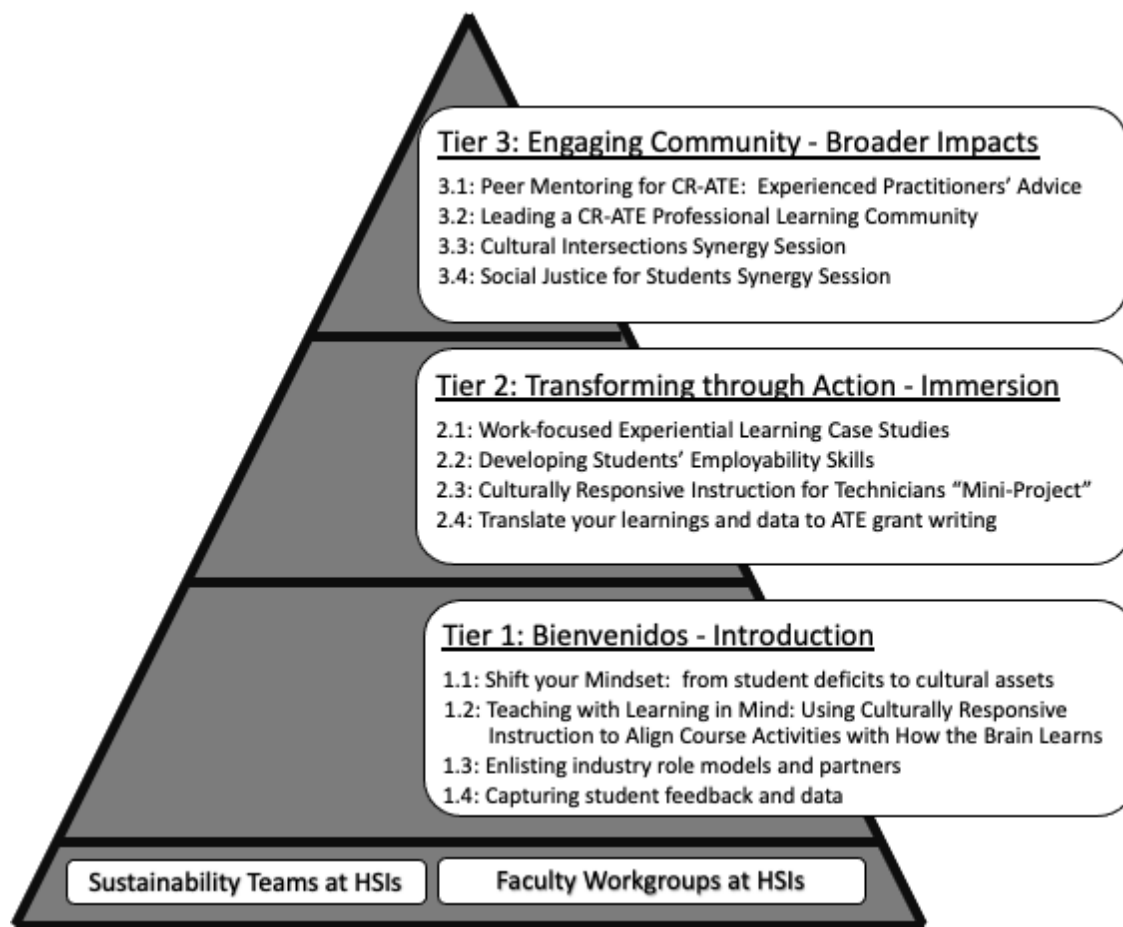 Tier 3: Engaging Community - Broader Impacts
3.1: Peer Mentoring for CR-ATE:  Experienced Practitioners’ Advice
3.2: Leading a CR-ATE Professional Learning Community
3.3: Cultural Intersections Synergy Session
3.4: Social Justice for Students Synergy Session
Tier 2: Transforming through Action - Immersion
2.1: Work-focused Experiential Learning Case Studies
2.2: Developing Students’ Employability Skills
2.3: Culturally Responsive Instruction for Technicians “Mini-Project”
2.4: Translate your learnings and data to ATE grant writing
Tier 1: Bienvenidos - Introduction
1.1: Shift your Mindset:  from student deficits to cultural assets
1.2: Teaching with Learning in Mind: Using Culturally Responsive
Instruction to Align Course Activities with How the Brain Learns
1.3: Enlisting industry role models and partners
1.4: Capturing student feedback and data
Sustainability Teams at HSIs
Faculty Workgroups at HSIs